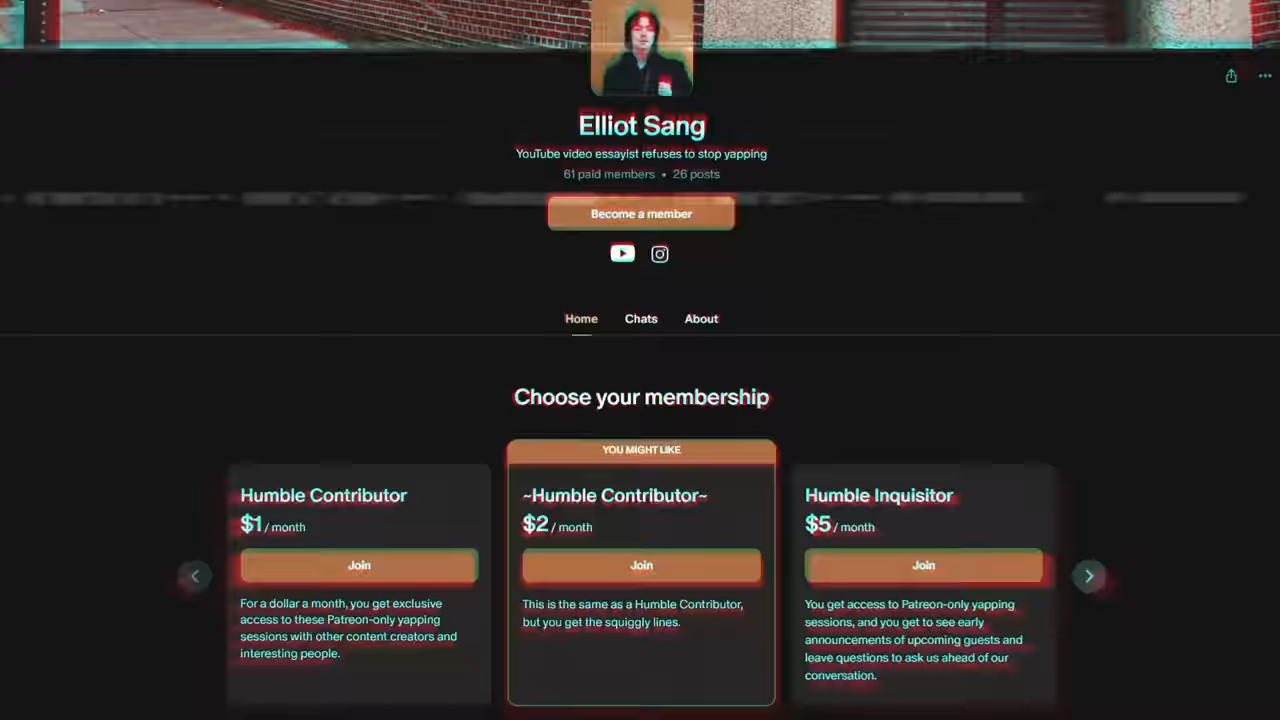 Elliot Sang
YouTube video essayist refuses to stop yapping
61 paid members • 26 posts
Become a member
Home Chats About
Choose your membership
YOU MIGHT LIKE
Humble Contributor
$1 / month
Join
For a dollar a month, you get exclusive
access to these Patreon-only yapping
sessions with other content creators and
interesting people.
~Humble Contributor~
$2 / month
Join
This is the same as a Humble Contributor,
but you get the squiggly lines.
Humble Inquisitor
$5 / month
Join
You get access to Patreon-only yapping
sessions, and you get to see early
announcements of upcoming guests and
leave questions to ask us ahead of our
conversation.